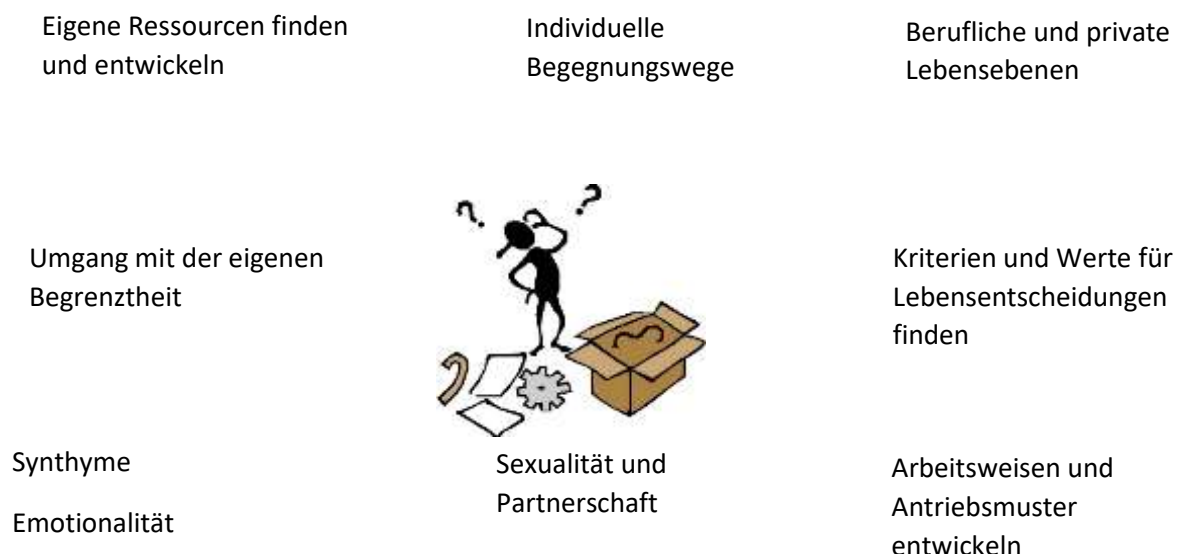 Eigene Ressourcen finden
und entwickeln
Individuelle
Begegnungswege
Berufliche und private
Lebensebenen
? ?
Umgang mit der eigenen
Begrenztheit
Kriterien und Werte für
Lebensentscheidungen
finden
Synthyme
Emotionalität
Sexualität und
Partnerschaft
Arbeitsweisen und
Antriebsmuster
entwickeln